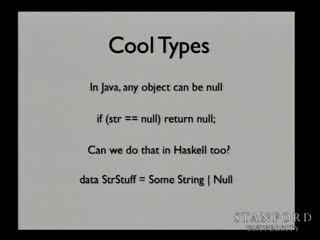 Cool Types
In Java, any object can be null
if (str == null) return null;
Can we do that in Haskell too?
data StrStuff = Some String | Null
STANFORD
UNIVERSITY